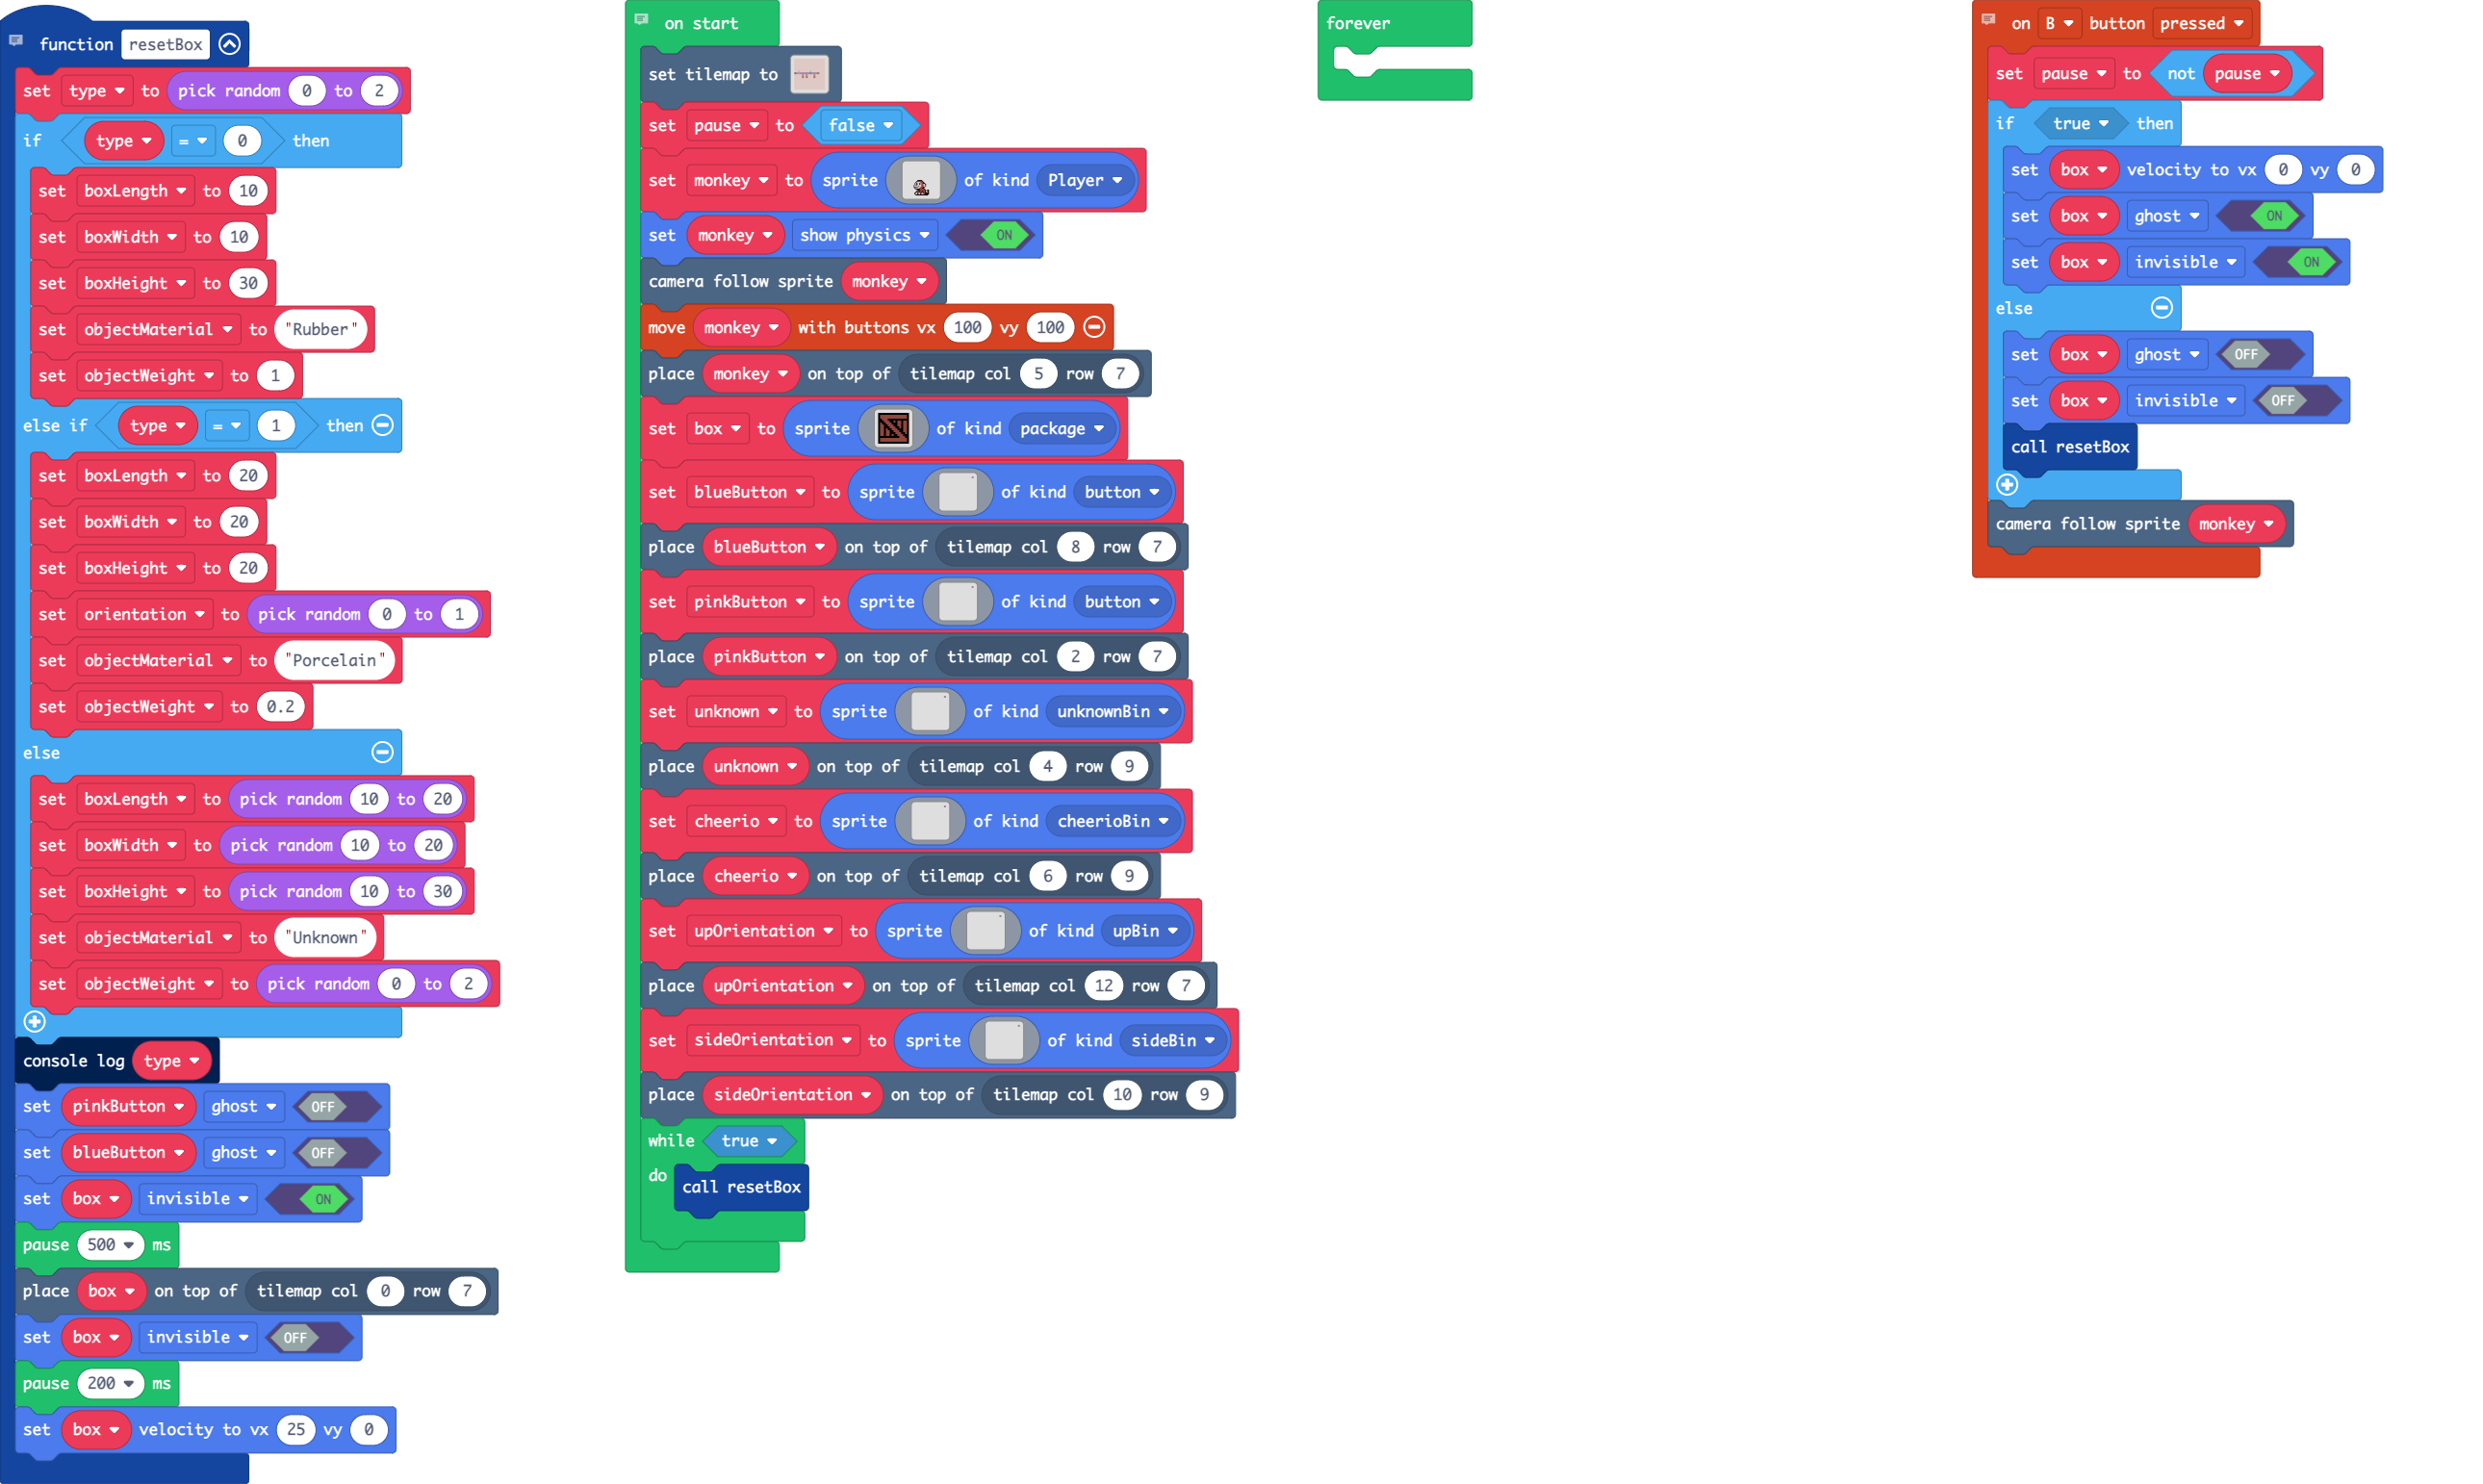 function resetBox
set type to pick random 0 to 2
if type = 0 then
set boxLength to 10
set boxWidth to 10
set boxHeight to 30
set objectMaterial to "Rubber"
set objectWeight to 1
else if type = 1 then
set boxLength to 20
set boxWidth to 20
set boxHeight to 20
set orientation to pick random 0 to 1
set objectMaterial to "Porcelain"
set objectWeight to 0.2
else
set boxLength to pick random 10 to 20
set boxWidth to pick random 10 to 20
set boxHeight to pick random 10 to 30
set objectMaterial to "Unknown"
set objectWeight to pick random 0 to 2
console log type
set pinkButton ghost OFF
set blueButton ghost OFF
set box invisible ON
pause 500 ms
place box on top of tilemap col 0 row 7
set box invisible OFF
pause 200 ms
set box velocity to vx 25 vy 0
on start
set tilemap to
set pause to false
set monkey to sprite of kind Player
set monkey show physics ON
camera follow sprite monkey
move monkey with buttons vx 100 vy 100
place monkey on top of tilemap col 5 row 7
set box to sprite of kind package
set blueButton to sprite of kind button
place blueButton on top of tilemap col 8 row 7
set pinkButton to sprite of kind button
place pinkButton on top of tilemap col 2 row 7
set unknown to sprite of kind unknownBin
place unknown on top of tilemap col 4 row 9
set cheerio to sprite of kind cheerioBin
place cheerio on top of tilemap col 6 row 9
set upOrientation to sprite of kind upBin
place upOrientation on top of tilemap col 12 row 7
set sideOrientation to sprite of kind sideBin
place sideOrientation on top of tilemap col 10 row 9
while true
do call resetBox
forever
on B button pressed
set pause to not pause
if true then
set box velocity to vx 0 vy 0
set box ghost ON
set box invisible ON
else
set box ghost OFF
set box invisible OFF
call resetBox
camera follow sprite monkey